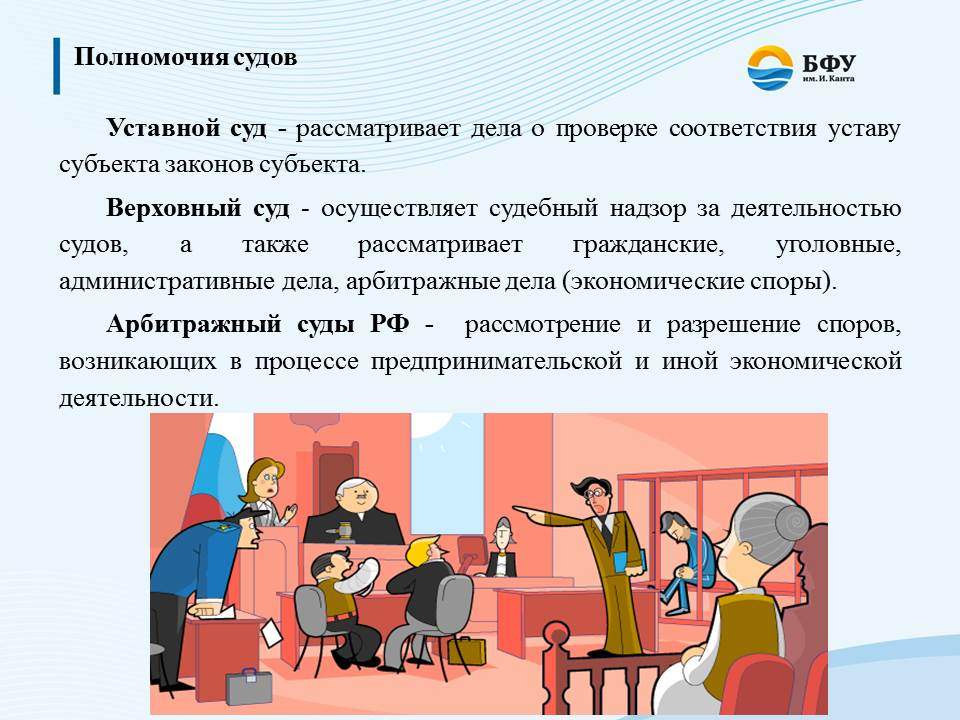 Полномочия судов
БФУ
им. И. Канта
Уставной суд - рассматривает дела о проверке соответствия уставу
субъекта законов субъекта.
Верховный суд - осуществляет судебный надзор за деятельностью
судов, а также рассматривает гражданские, уголовные,
административные дела, арбитражные дела (экономические споры).
Арбитражный суды РФ - рассмотрение и разрешение споров,
возникающих в процессе предпринимательской и иной экономической
деятельности.